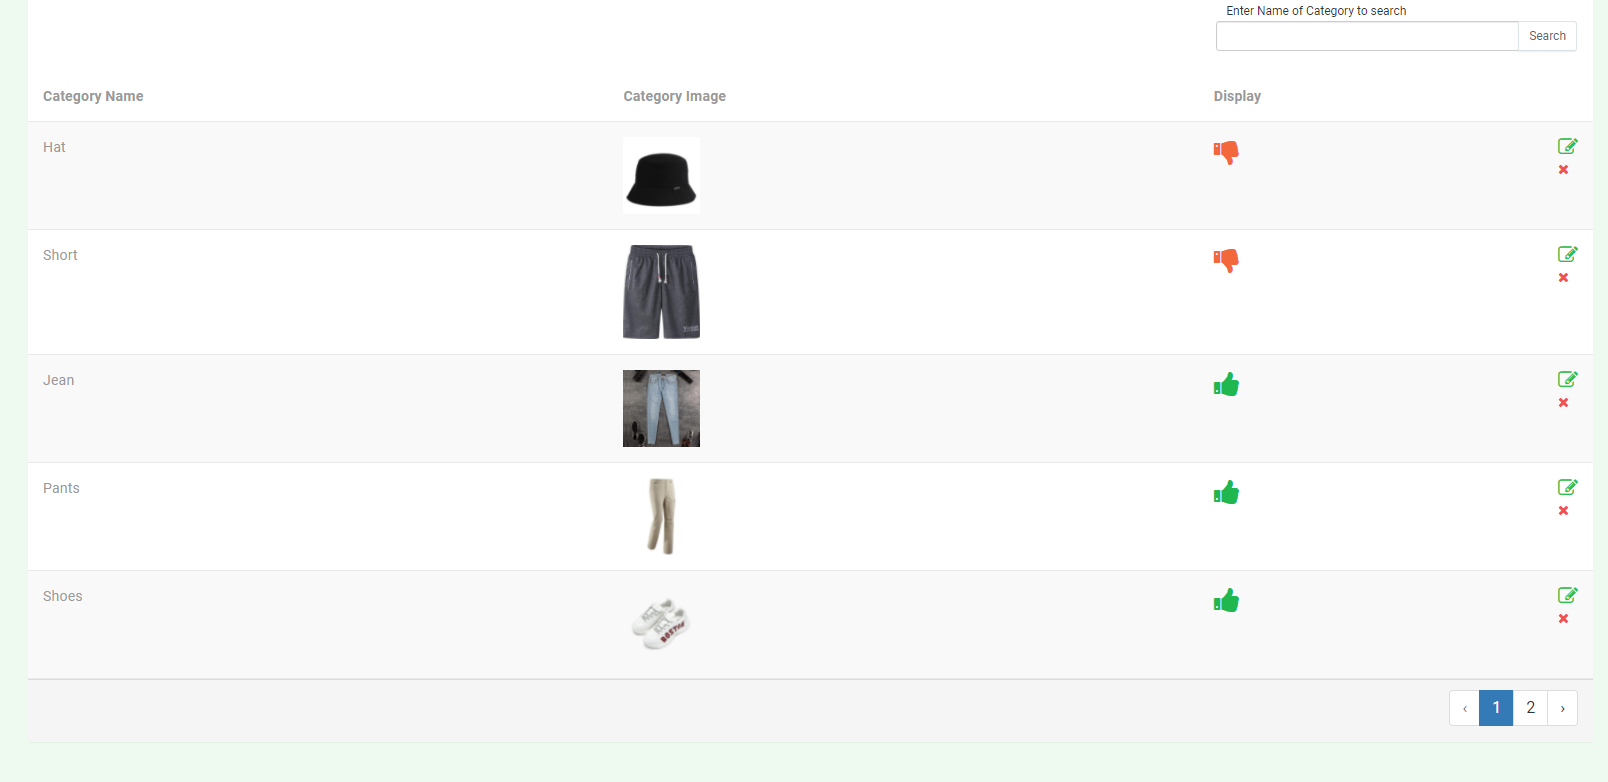 Enter Name of Category to search
Search
Category Name Category Image Display
Hat
Short
Jean
Pants
Shoes
BOSTON
‹ 1 2 ›